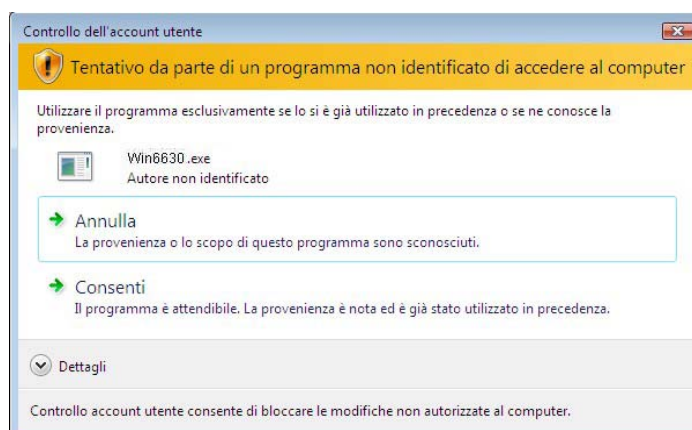 Controllo dell'account utente
Tentativo da parte di un programma non identificato di accedere al computer
Utilizzare il programma esclusivamente se lo si è già utilizzato in precedenza o se ne conosce la
provenienza.
Win6630.exe
Autore non identificato
Annulla
La provenienza o lo scopo di questo programma sono sconosciuti.
Consenti
Il programma è attendibile. La provenienza è nota ed è già stato utilizzato in precedenza.
Dettagli
Controllo account utente consente di bloccare le modifiche non autorizzate al computer.